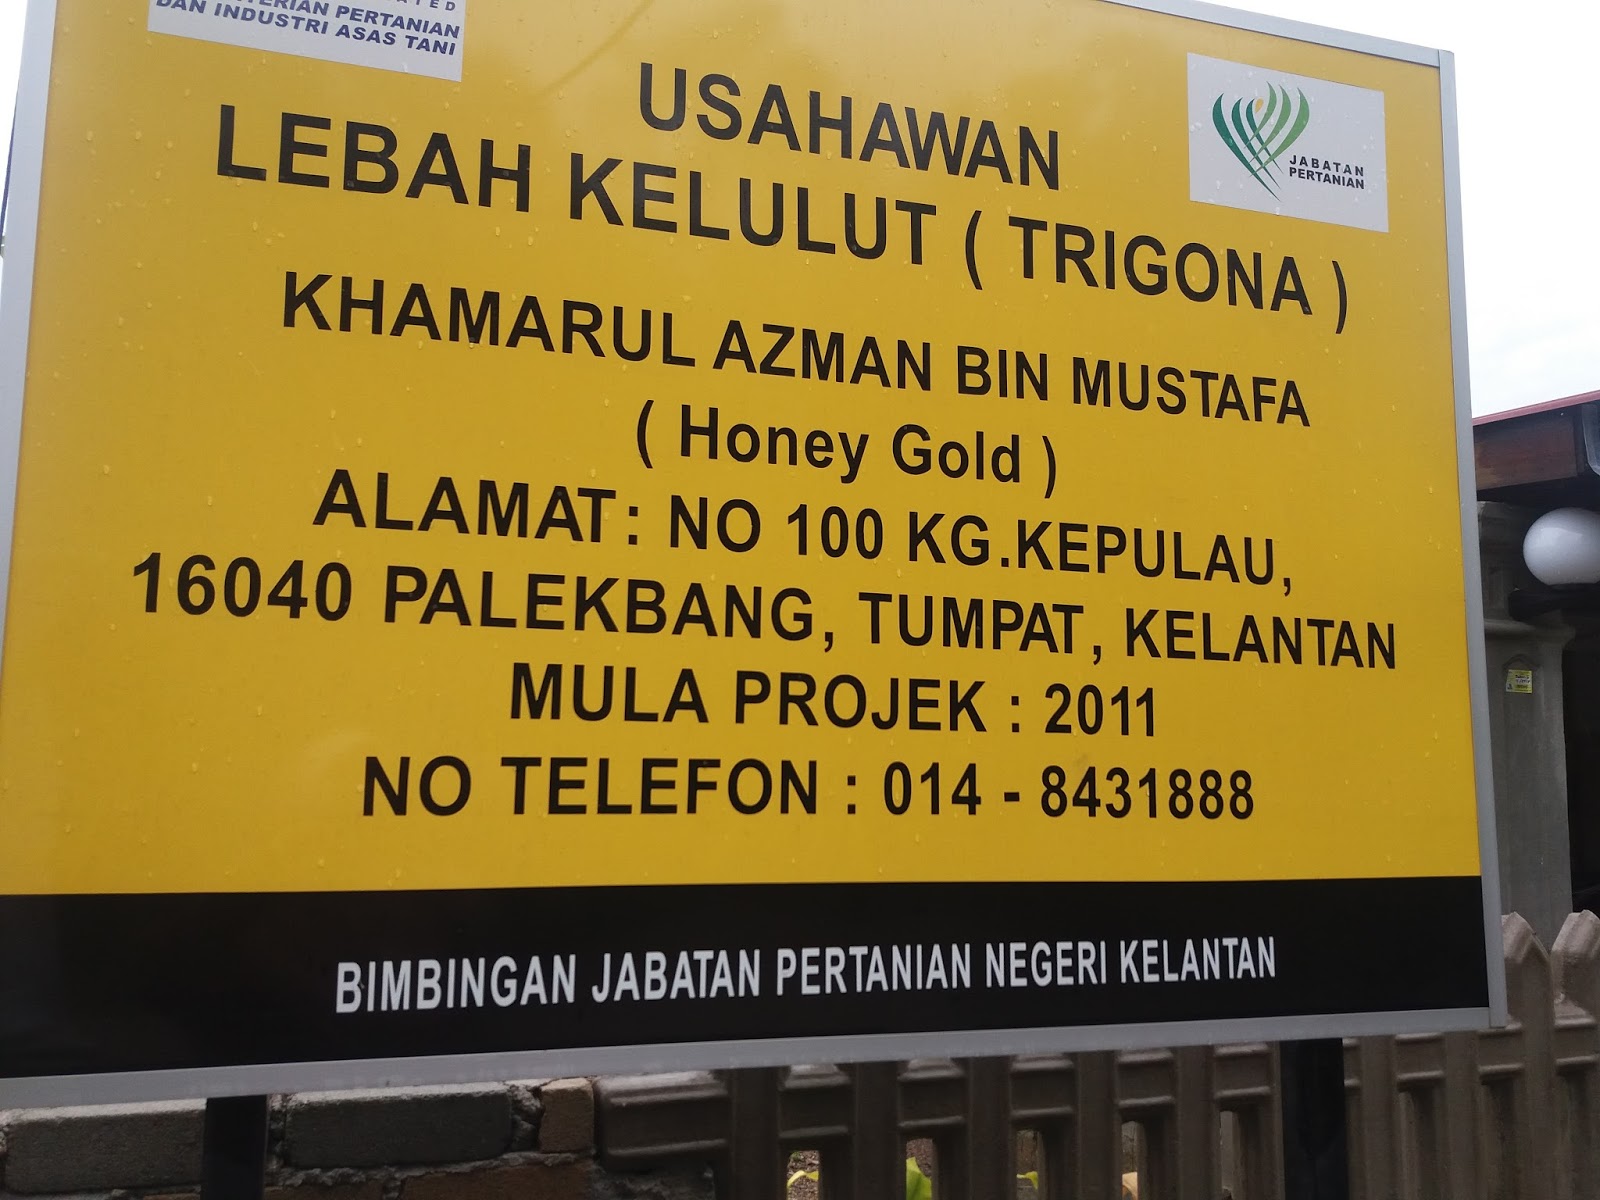 DAN INDUSTRI ASAS TANI
JABATAN
PERTANIAN
USAHAWAN
LEBAH KELULUT ( TRIGONA )
KHAMARUL AZMAN BIN MUSTAFA
( Honey Gold )
ALAMAT : NO 100 KG.KEPULAU,
16040 PALEKBANG, TUMPAT, KELANTAN
MULA PROJEK : 2011
NO TELEFON : 014 - 8431888
BIMBINGAN JABATAN PERTANIAN NEGERI KELANTAN